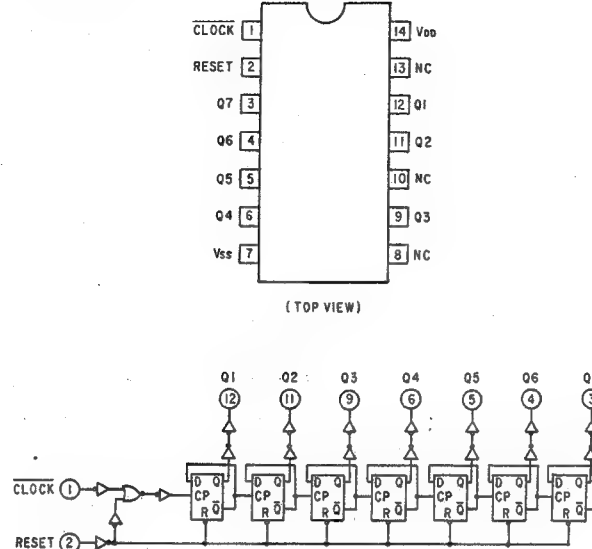 CLOCK 1 14 VDD
RESET 2 13 NC
Q7 3 12 Q1
Q6 4 11 Q2
Q5 5 10 NC
Q4 6 9 Q3
VSS 7 8 NC
(TOP VIEW)
Q1 Q2 Q3 Q4 Q5 Q6 Q
12 11 9 6 5 4 3
D Q D Q D Q D Q D Q D Q D Q
CLOCK 1 CP CP CP CP CP CP CP
R Q R Q R Q R Q R Q R Q R Q
RESET 2